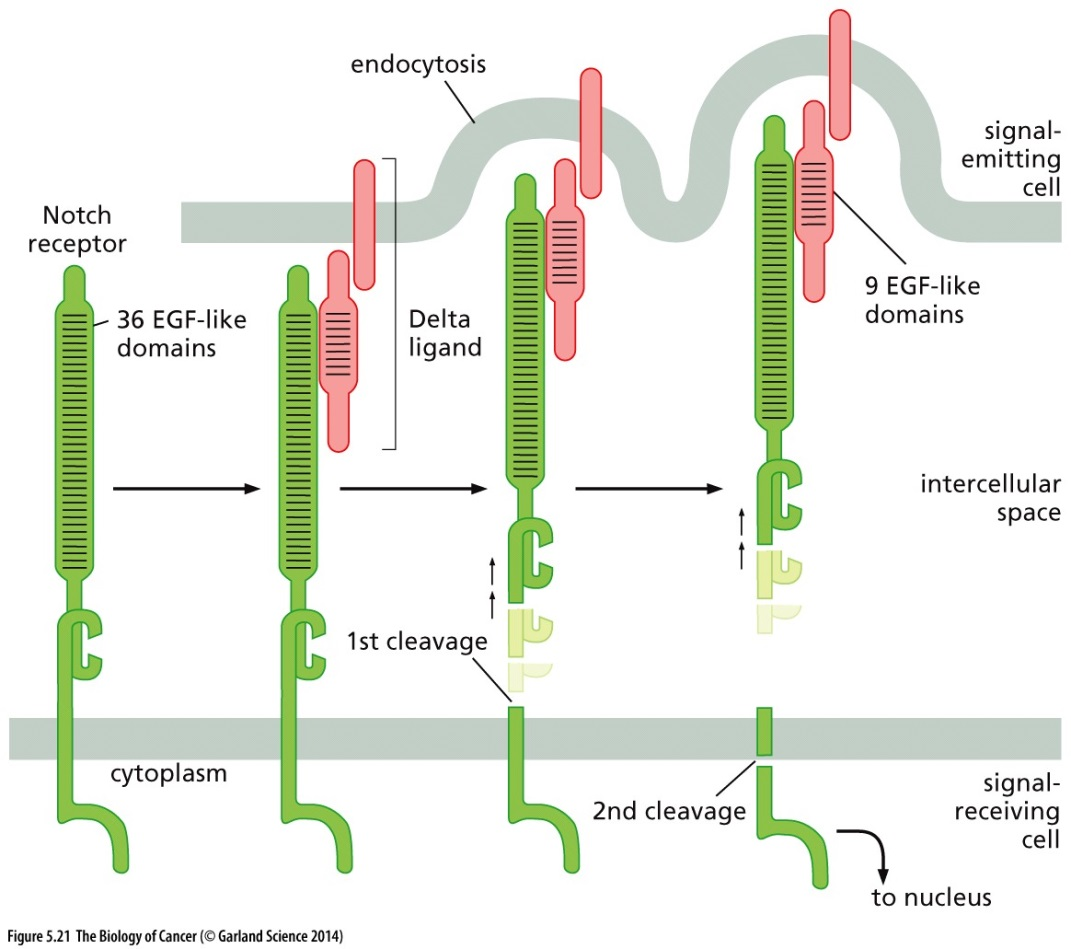 endocytosis
signal-
emitting
cell
Notch
receptor
36 EGF-like
domains
Delta
ligand
9 EGF-like
domains
intercellular
space
1st cleavage
cytoplasm
2nd cleavage
signal-
receiving
cell
to nucleus
Figure 5.21 The Biology of Cancer (© Garland Science 2014)